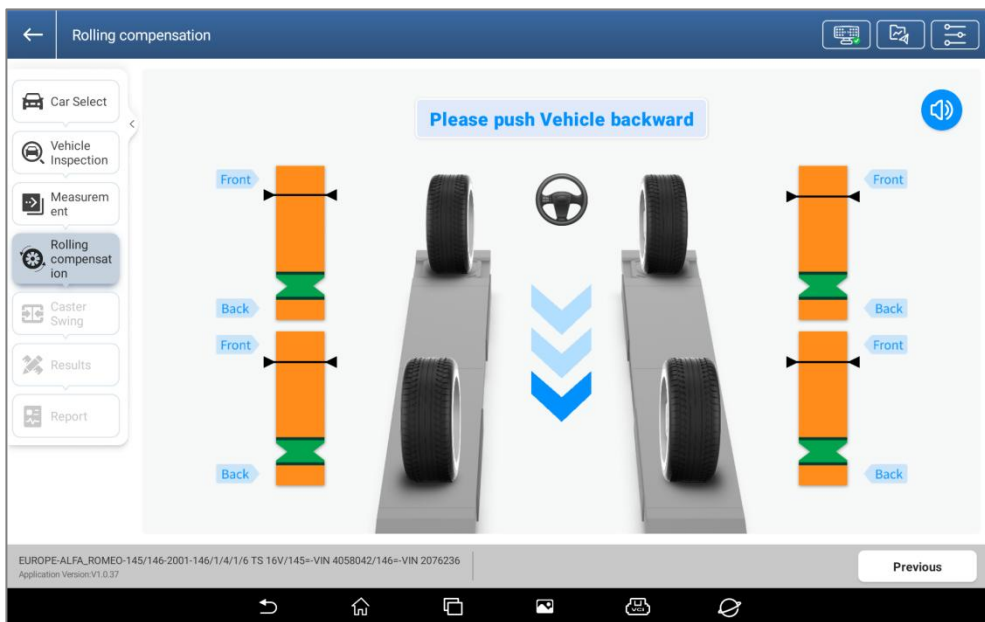 Rolling compensation
Car Select
Vehicle
Inspection
Measurem
ent
Rolling
compensat
ion
Caster
Swing
Results
Report
Please push Vehicle backward
Front
Front
Back
Back
Front
Front
Back
Back
EUROPE-ALFA_ROMEO-145/146-2001-146/1/4/1/6 TS 16V/145=-VIN 4058042/146=-VIN 2076236
Application Version:V1.0.37
Previous
VCI